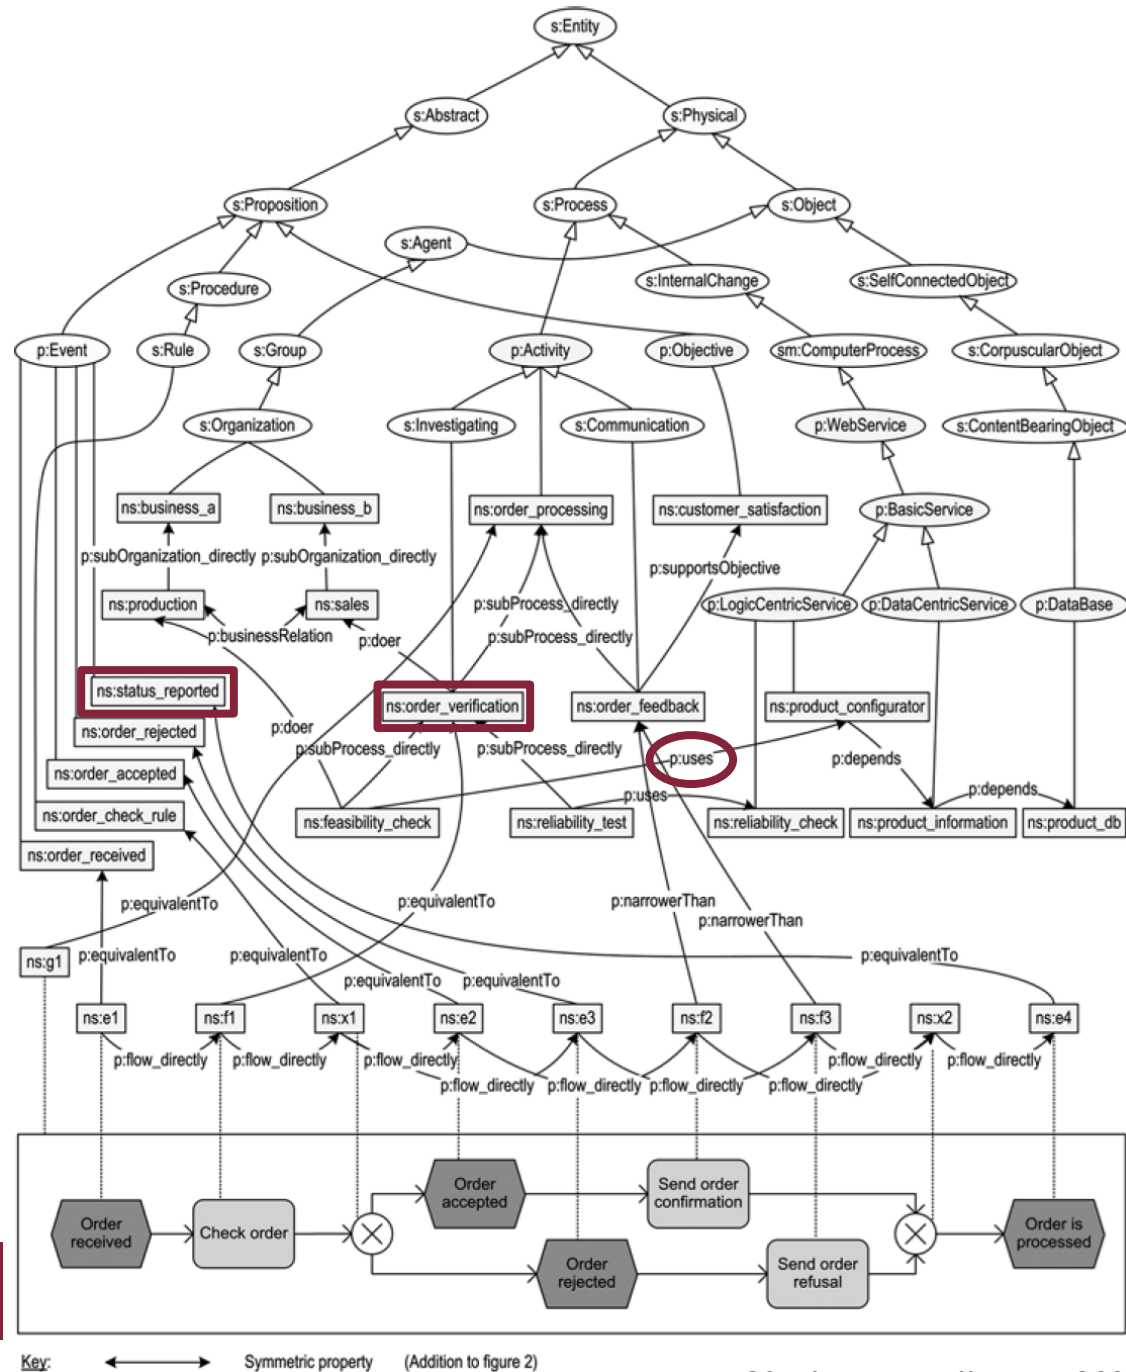 s:Entity
s:Abstract
s:Physical
s:Proposition
s:Process
s:Object
s:Agent
s:Procedure
s:InternalChange
s:SelfConnectedObject
p:Event
s:Rule
s:Group
p:Activity
p:Objective
sm:ComputerProcess
s:CorpuscularObject
s:Organization
s:Investigating
s:Communication
p:WebService
s:ContentBearingObject
ns:business_a
ns:business_b
ns:order_processing
ns:customer_satisfaction
p:BasicService
p:subOrganization_directly
p:subOrganization_directly
p:supportsObjective
ns:production
ns:sales
p:subProcess_directly
p:LogicCentricService
p:DataCentricService
p:DataBase
p:businessRelation
p:doer
p:subProcess_directly
ns:status_reported
ns:order_verification
ns:order_feedback
ns:product_configurator
ns:order_rejected
p:doer
p:subProcess_directly
p:subProcess_directly
p:uses
p:depends
ns:order_accepted
p:uses
p:depends
ns:order_check_rule
ns:feasibility_check
ns:reliability_test
ns:reliability_check
ns:product_information
ns:product_db
ns:order_received
p:equivalentTo
p:equivalentTo
p:narrowerThan
p:narrowerThan
ns:g1
p:equivalentTo
p:equivalentTo
p:equivalentTo
p:equivalentTo
p:equivalentTo
ns:e1
ns:f1
ns:x1
ns:e2
ns:e3
ns:f2
ns:f3
ns:x2
ns:e4
p:flow_directly
p:flow_directly
p:flow_directly
p:flow_directly
p:flow_directly
p:flow_directly
p:flow_directly
p:flow_directly
p:flow_directly
Order
received
Check order
Order
accepted
Send order
confirmation
Order
rejected
Send order
refusal
Order is
processed
Key:
Symmetric property
(Addition to figure 2)